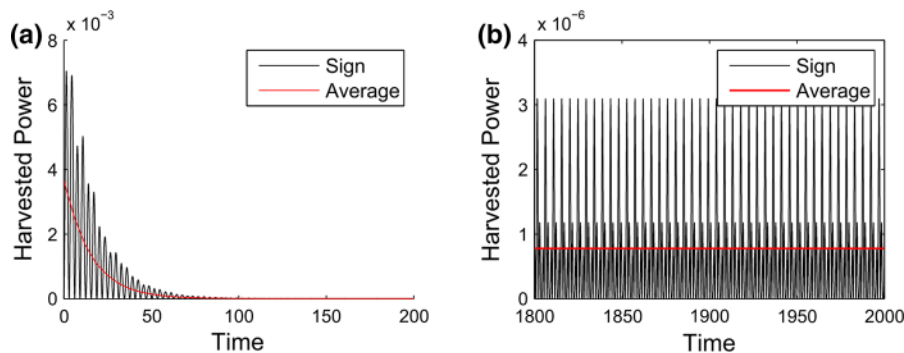 (a)
x 10⁻³
8
6
4
2
0
Harvested Power
Sign
Average
0 50 100 150 200
Time
(b)
x 10⁻⁶
4
3
2
1
0
Harvested Power
Sign
Average
1800 1850 1900 1950 2000
Time